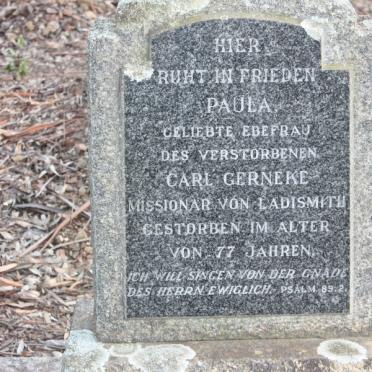 HIER
RUHT IN FRIEDEN
PAULA,
GELIEBTE EBEFRAU
DES VERSTORBENEN
CARL GERNEKE
MISSIONAR VON LADISMITH
GESTORBEN IM ALTER
VON 77 JAHREN.
ICH WILL SINGEN VON DER GNADE
DES HERRN EWIGLICH. PSALM. 89:2.